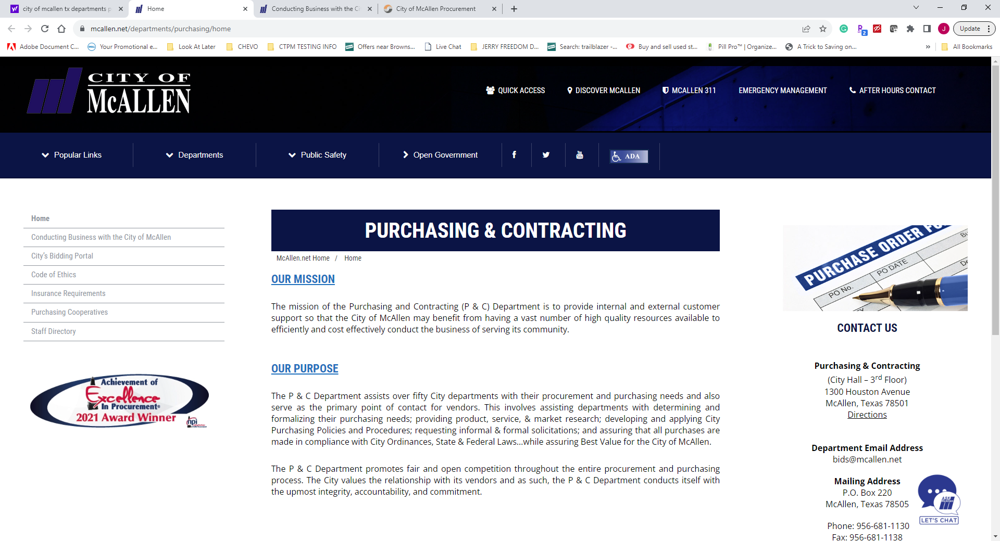 city of mcallen tx departments p
Home
Conducting Business with the Ci
City of McAllen Procurement
mcallen.net/departments/purchasing/home
2
J
Update
Adobe Document C...
Your Promotional e...
Look At Later
CHEVO
CTPM TESTING INFO
Offers near Browns...
Live Chat
JERRY FREEDOM D...
Search: trailblazer -...
Buy and sell used st...
Pill Pro™ | Organize...
A Trick to Saving on...
»
All Bookmarks
CITY OF
McALLEN
QUICK ACCESS
DISCOVER MCALLEN
MCALLEN 311
EMERGENCY MANAGEMENT
AFTER HOURS CONTACT
Popular Links
Departments
Public Safety
Open Government
ADA
Home
Conducting Business with the City of McAllen
City's Bidding Portal
Code of Ethics
Insurance Requirements
Purchasing Cooperatives
Staff Directory
Achievement of
Excellence
In Procurement®
2021 Award Winner
npi
PURCHASING & CONTRACTING
McAllen.net Home / Home
OUR MISSION
The mission of the Purchasing and Contracting (P & C) Department is to provide internal and external customer
support so that the City of McAllen may benefit from having a vast number of high quality resources available to
efficiently and cost effectively conduct the business of serving its community.
OUR PURPOSE
The P & C Department assists over fifty City departments with their procurement and purchasing needs and also
serve as the primary point of contact for vendors. This involves assisting departments with determining and
formalizing their purchasing needs; providing product, service, & market research; developing and applying City
Purchasing Policies and Procedures; requesting informal & formal solicitations; and assuring that all purchases are
made in compliance with City Ordinances, State & Federal Laws...while assuring Best Value for the City of McAllen.
The P & C Department promotes fair and open competition throughout the entire procurement and purchasing
process. The City values the relationship with its vendors and as such, the P & C Department conducts itself with
the upmost integrity, accountability, and commitment.
PURCHASE ORDER FO
PO No.
PO DATE
CONTACT US
Purchasing & Contracting
(City Hall – 3rd Floor)
1300 Houston Avenue
McAllen, Texas 78501
Directions
Department Email Address
bids@mcallen.net
Mailing Address
P.O. Box 220
McAllen, Texas 78505
Phone: 956-681-1130
Fax: 956-681-1138
ASK
McAllen
LET'S CHAT